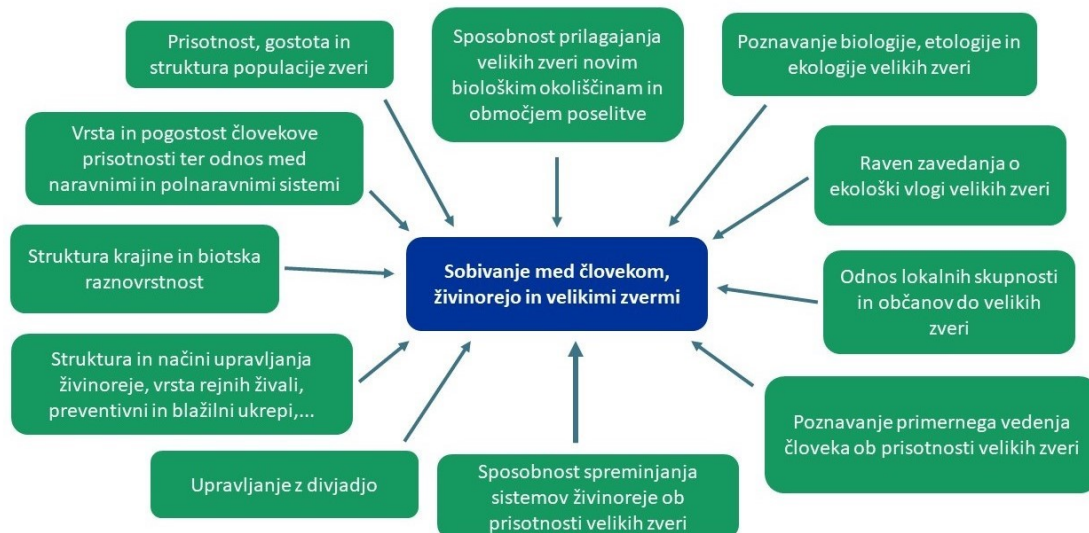 Prisotnost, gostota in
struktura populacije zveri
Sposobnost prilagajanja
velikih zveri novim
biološkim okoliščinam in
območjem poselitve
Poznavanje biologije, etologije in
ekologije velikih zveri
Vrsta in pogostost človekove
prisotnosti ter odnos med
naravnimi in polnaravnimi sistemi
Raven zavedanja o
ekološki vlogi velikih zveri
Struktura krajine in biotska
raznovrstnost
Sobivanje med človekom,
živinorejo in velikimi zvermi
Odnos lokalnih skupnosti
in občanov do velikih
zveri
Struktura in načini upravljanja
živinoreje, vrsta rejnih živali,
preventivni in blažilni ukrepi,...
Poznavanje primernega vedenja
človeka ob prisotnosti velikih zveri
Upravljanje z divjadjo
Sposobnost spreminjanja
sistemov živinoreje ob
prisotnosti velikih zveri